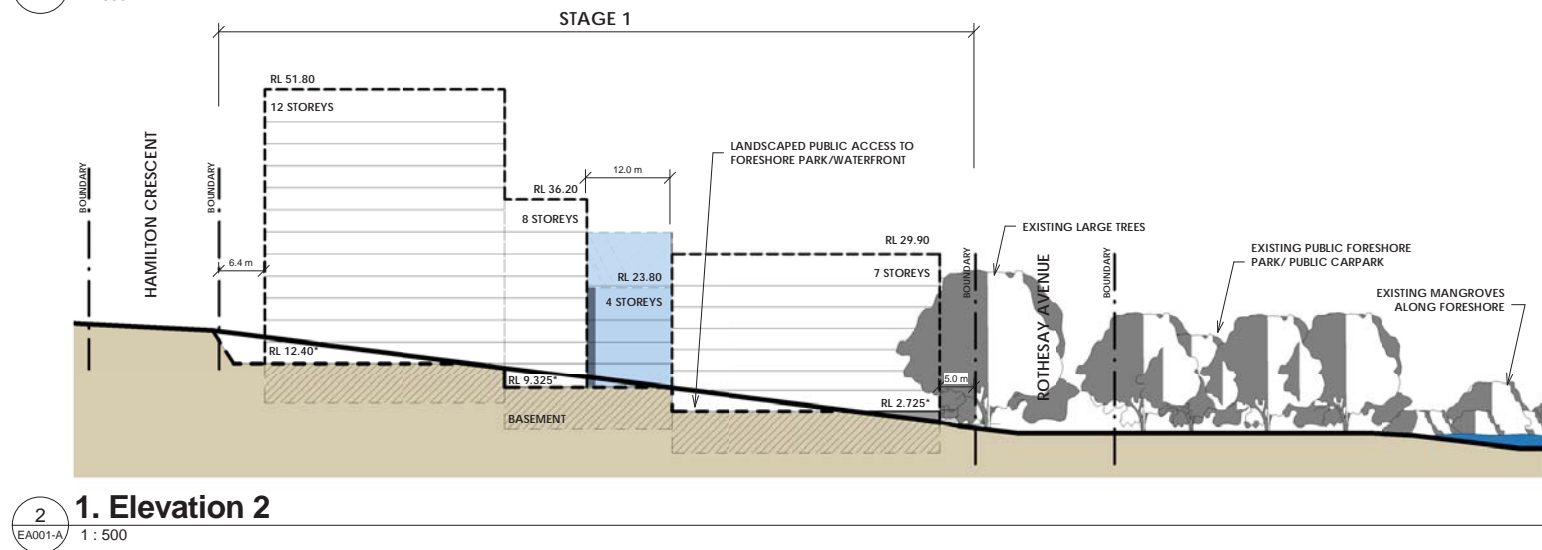 STAGE 1
RL 51.80
12 STOREYS
HAMILTON CRESCENT
BOUNDARY
BOUNDARY
6.4 m
RL 12.40*
RL 36.20
8 STOREYS
12.0 m
RL 9.325*
BASEMENT
RL 23.80
4 STOREYS
LANDSCAPED PUBLIC ACCESS TO
FORESHORE PARK/WATERFRONT
RL 29.90
7 STOREYS
RL 2.725*
5.0 m
BOUNDARY
EXISTING LARGE TREES
ROTHESAY AVENUE
BOUNDARY
EXISTING PUBLIC FORESHORE
PARK/ PUBLIC CARPARK
EXISTING MANGROVES
ALONG FORESHORE
2
EA001-A
1. Elevation 2
1 : 500